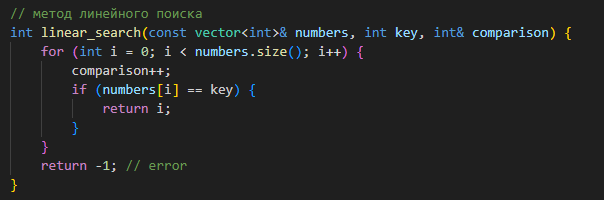 // метод линейного поиска
int linear_search(const vector<int>& numbers, int key, int& comparison) {
    for (int i = 0; i < numbers.size(); i++) {
        comparison++;
        if (numbers[i] == key) {
            return i;
        }
    }
    return -1; // error
}